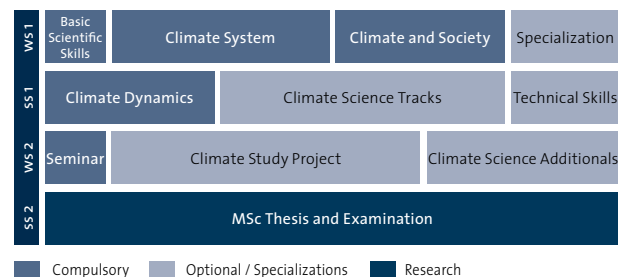 WS 1
Basic
Scientific
Skills
Climate System
Climate and Society
Specialization
SS 1
Climate Dynamics
Climate Science Tracks
Technical Skills
WS 2
Seminar
Climate Study Project
Climate Science Additionals
SS 2
MSc Thesis and Examination
Compulsory
Optional / Specializations
Research